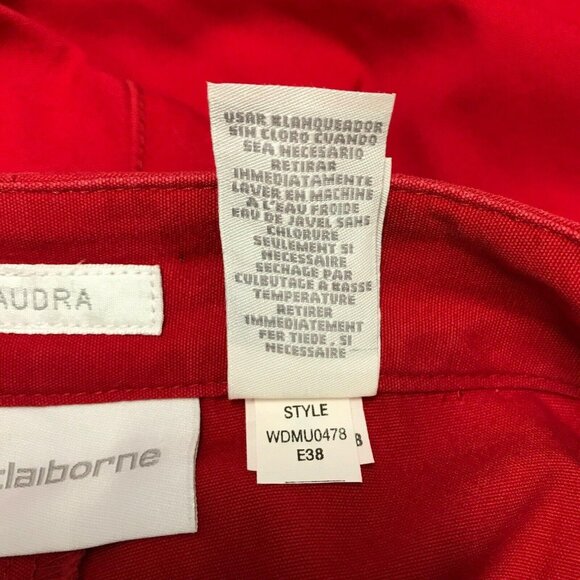 USAR BLANQUEADOR
SIN CLORO CUANDO
SEA NECESARIO
RETIRAR
IMMEDIATAMENTE
LAVER EN MACHINE
A L'EAU FROIDE
EAU DE JAVEL SANS
CHLORURE
SEULEMENT SI
NECESSAIRE
SECHAGE PAR
CULBUTAGE A BASSE
TEMPERATURE
RETIRER
IMMEDIATEMENT
FER TIEDE, SI
NECESSAIRE
AUDRA
claiborne
STYLE
WDMU0478
E38
B